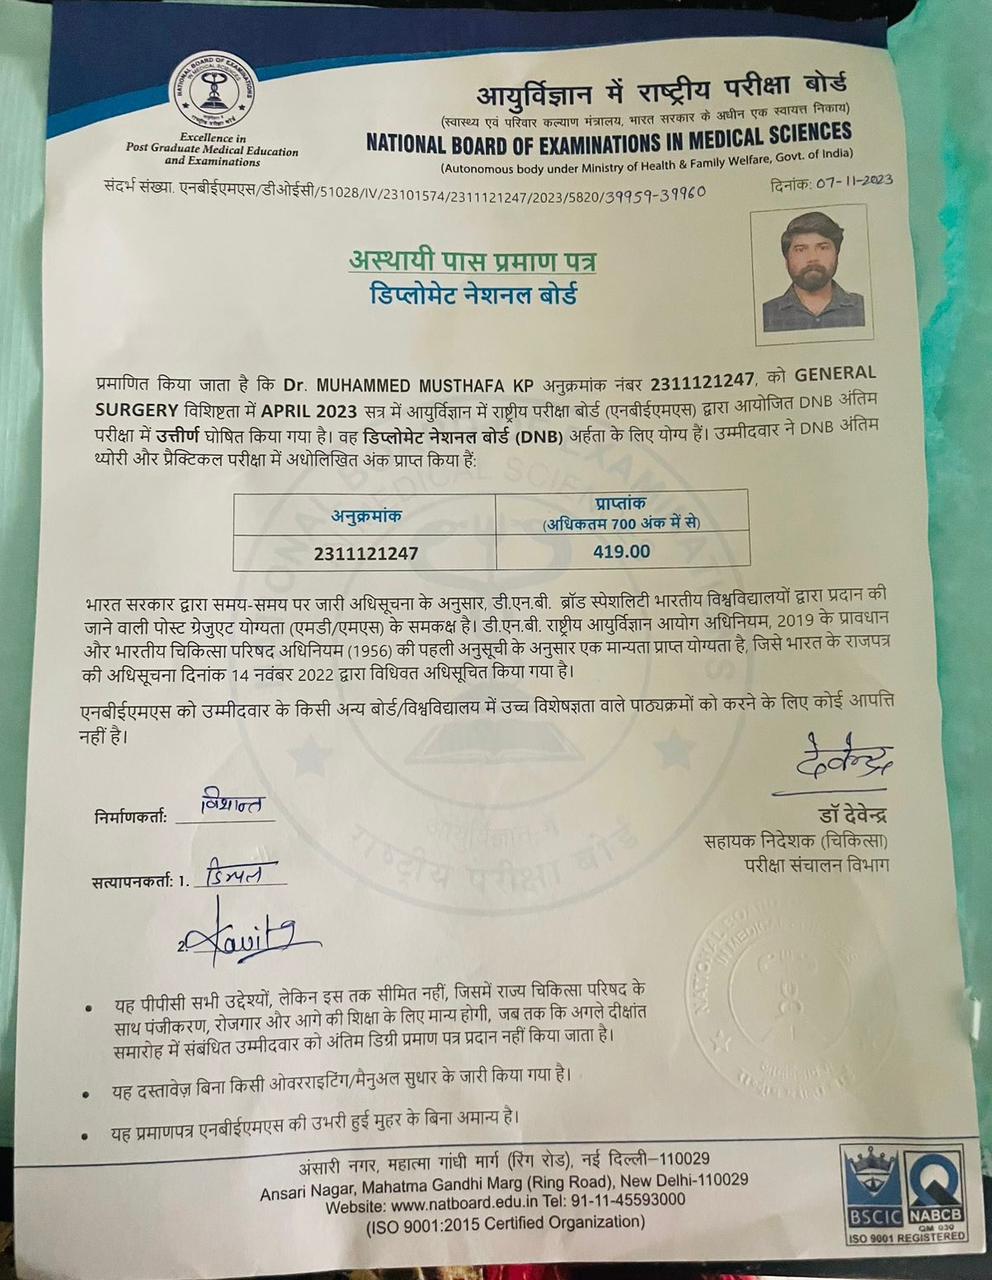 NATIONAL BOARD OF EXAMINATIONS
IN MEDICAL SCIENCES
Excellence in
Post Graduate Medical Education
and Examinations
आयुर्विज्ञान में राष्ट्रीय परीक्षा बोर्ड
(स्वास्थ्य एवं परिवार कल्याण मंत्रालय, भारत सरकार के अधीन एक स्वायत्त निकाय)
NATIONAL BOARD OF EXAMINATIONS IN MEDICAL SCIENCES
(Autonomous body under Ministry of Health & Family Welfare, Govt. of India)
संदर्भ संख्या. एनबीईएमएस/डीओईसी/51028/IV/23101574/2311121247/2023/5820/39959-39960
दिनांक: 07-11-2023
अस्थायी पास प्रमाण पत्र
डिप्लोमेट नेशनल बोर्ड
प्रमाणित किया जाता है कि Dr. MUHAMMED MUSTHAFA KP अनुक्रमांक नंबर 2311121247, को GENERAL
SURGERY विशिष्टता में APRIL 2023 सत्र में आयुर्विज्ञान में राष्ट्रीय परीक्षा बोर्ड (एनबीईएमएस) द्वारा आयोजित DNB अंतिम
परीक्षा में उत्तीर्ण घोषित किया गया है। वह डिप्लोमेट नेशनल बोर्ड (DNB) अर्हता के लिए योग्य हैं। उम्मीदवार ने DNB अंतिम
थ्योरी और प्रैक्टिकल परीक्षा में अधोलिखित अंक प्राप्त किया हैं:
अनुक्रमांक
प्राप्तांक
(अधिकतम 700 अंक में से)
2311121247
419.00
भारत सरकार द्वारा समय-समय पर जारी अधिसूचना के अनुसार, डी.एन.बी. ब्रॉड स्पेशलिटी भारतीय विश्वविद्यालयों द्वारा प्रदान की
जाने वाली पोस्ट ग्रेजुएट योग्यता (एमडी/एमएस) के समकक्ष है। डी.एन.बी. राष्ट्रीय आयुर्विज्ञान आयोग अधिनियम, 2019 के प्रावधान
और भारतीय चिकित्सा परिषद अधिनियम (1956) की पहली अनुसूची के अनुसार एक मान्यता प्राप्त योग्यता है, जिसे भारत के राजपत्र
की अधिसूचना दिनांक 14 नवंबर 2022 द्वारा विधिवत अधिसूचित किया गया है।
एनबीईएमएस को उम्मीदवार के किसी अन्य बोर्ड/विश्वविद्यालय में उच्च विशेषज्ञता वाले पाठ्यक्रमों को करने के लिए कोई आपत्ति
नहीं है।
देवेन्द्र
निर्माणकर्ता: विशान्त
डॉ देवेन्द्र
सहायक निदेशक (चिकित्सा)
परीक्षा संचालन विभाग
सत्यापनकर्ता: 1. डिम्पल
2. Kavita
यह पीपीसी सभी उद्देश्यों, लेकिन इस तक सीमित नहीं, जिसमें राज्य चिकित्सा परिषद के
साथ पंजीकरण, रोजगार और आगे की शिक्षा के लिए मान्य होगी, जब तक कि अगले दीक्षांत
समारोह में संबंधित उम्मीदवार को अंतिम डिग्री प्रमाण पत्र प्रदान नहीं किया जाता है।
यह दस्तावेज़ बिना किसी ओवरराइटिंग/मैनुअल सुधार के जारी किया गया है।
यह प्रमाणपत्र एनबीईएमएस की उभरी हुई मुहर के बिना अमान्य है।
अंसारी नगर, महात्मा गांधी मार्ग (रिंग रोड), नई दिल्ली–110029
Ansari Nagar, Mahatma Gandhi Marg (Ring Road), New Delhi-110029
Website: www.natboard.edu.in Tel: 91-11-45593000
(ISO 9001:2015 Certified Organization)
BSCIC
NABCB
QM 030
ISO 9001 REGISTERED